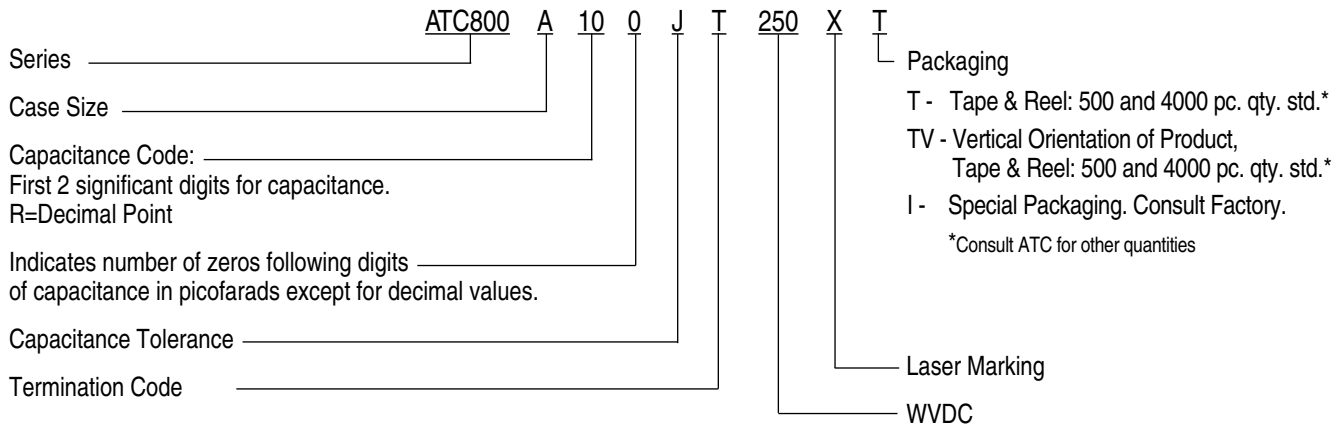 ATC800 A 10 0 J T 250 X T
Series
Case Size
Capacitance Code:
First 2 significant digits for capacitance.
R=Decimal Point
Indicates number of zeros following digits
of capacitance in picofarads except for decimal values.
Capacitance Tolerance
Termination Code
Packaging
T - Tape & Reel: 500 and 4000 pc. qty. std.*
TV - Vertical Orientation of Product,
Tape & Reel: 500 and 4000 pc. qty. std.*
I - Special Packaging. Consult Factory.
*Consult ATC for other quantities
Laser Marking
WVDC